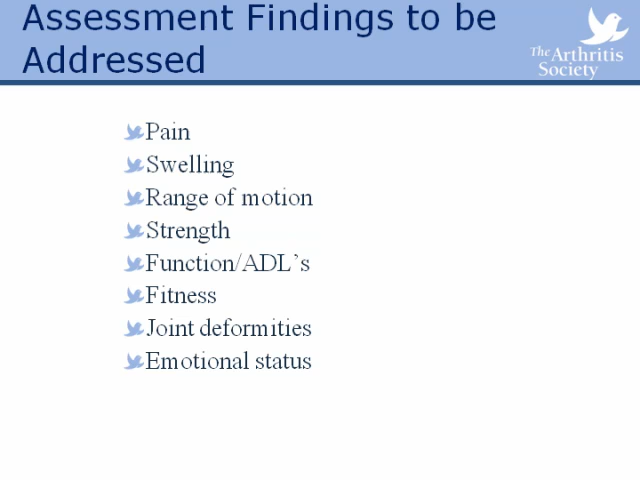 Assessment Findings to be
Addressed
The Arthritis
Society
Pain
Swelling
Range of motion
Strength
Function/ADL's
Fitness
Joint deformities
Emotional status